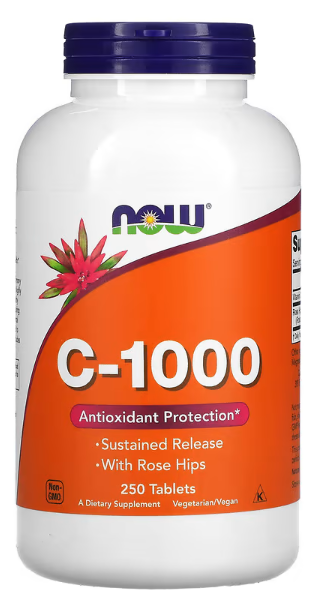 now®
C-1000
Antioxidant Protection*
•Sustained Release
•With Rose Hips
250 Tablets
Non-
GMO
K
A Dietary Supplement Vegetarian/Vegan